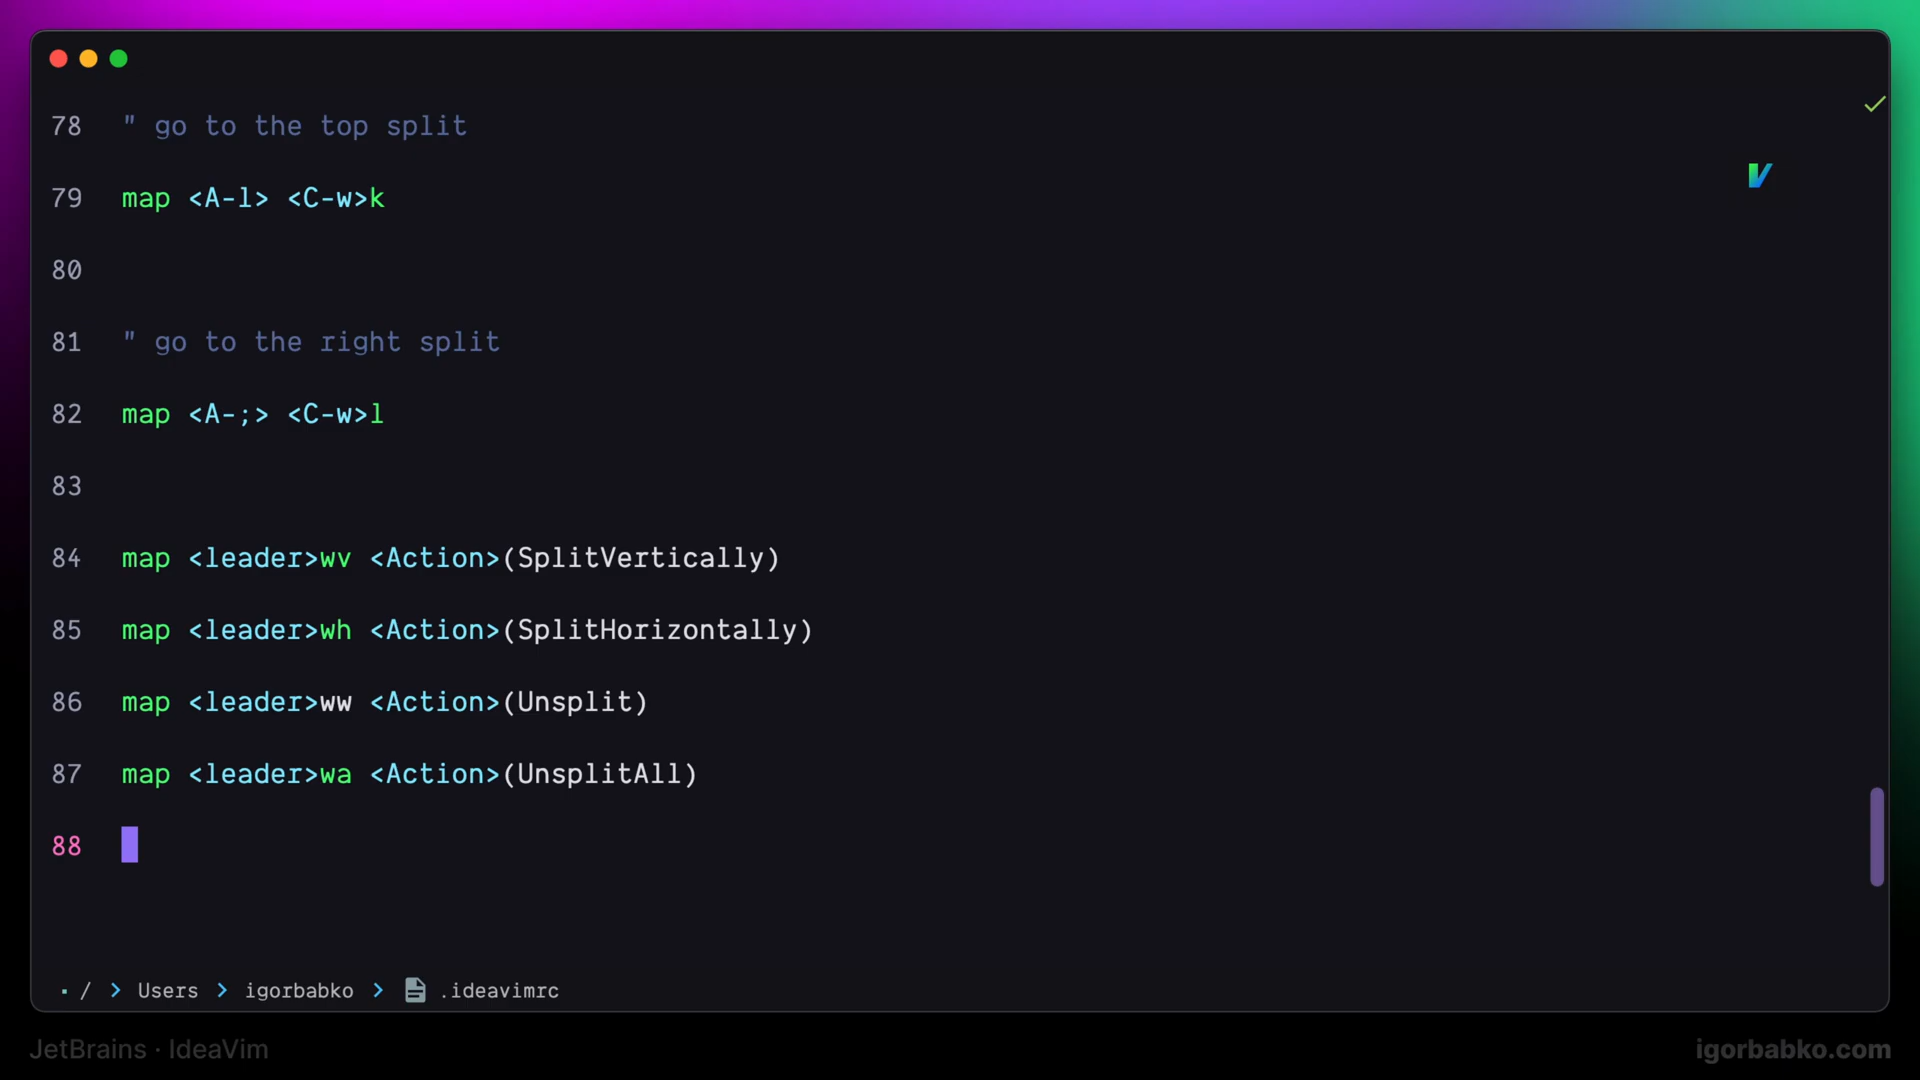 78 " go to the top split
79 map <A-l> <C-w>k
80
81 " go to the right split
82 map <A-;> <C-w>l
83
84 map <leader>wv <Action>(SplitVertically)
85 map <leader>wh <Action>(SplitHorizontally)
86 map <leader>ww <Action>(Unsplit)
87 map <leader>wa <Action>(UnsplitAll)
88
/ > Users > igorbabko > .ideavimrc
JetBrains · IdeaVim
igorbabko.com